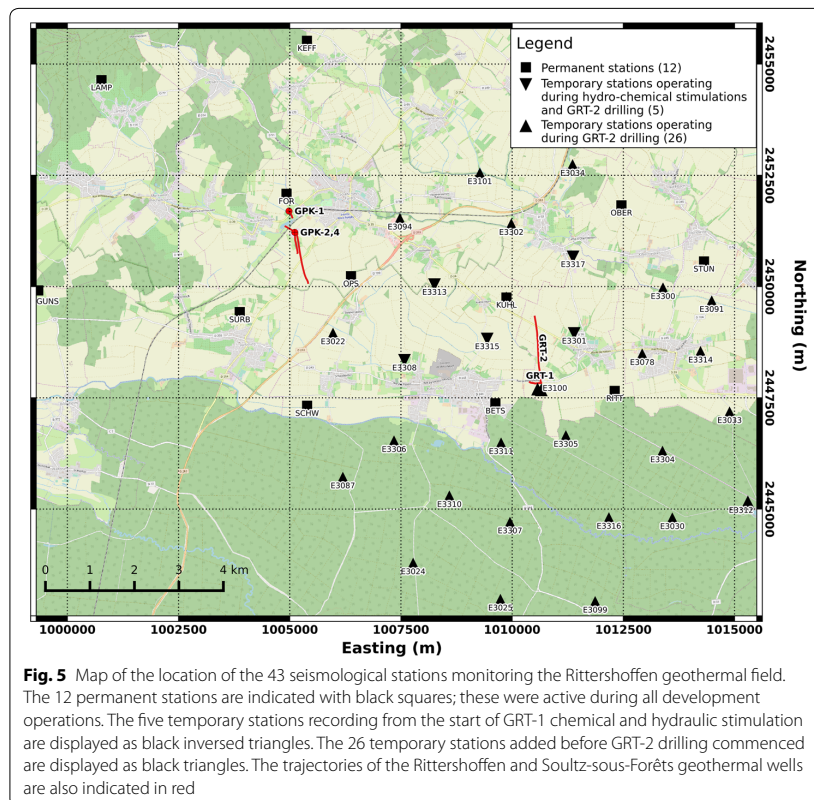 Legend
Permanent stations (12)
Temporary stations operating
during hydro-chemical stimulations
and GRT-2 drilling (5)
Temporary stations operating
during GRT-2 drilling (26)
KEFF
LAMP
E3101
E3034
FOR
GPK-1
GPK-2,4
E3094
E3302
OBER
E3317
STUN
GUNS
OPS
E3313
KUHL
E3300
E3091
SURB
E3022
E3315
E3301
GRT-2
E3308
E3078
E3314
GRT-1
E3100
RITT
SCHW
BETS
E3033
E3306
E3311
E3305
E3304
E3087
E3310
E3312
E3307
E3316
E3030
E3024
E3025
E3099
0 1 2 3 4 km
2455000
2452500
2450000
2447500
2445000
Northing (m)
1000000 1002500 1005000 1007500 1010000 1012500 1015000
Easting (m)
Fig. 5 Map of the location of the 43 seismological stations monitoring the Rittershoffen geothermal field.
The 12 permanent stations are indicated with black squares; these were active during all development
operations. The five temporary stations recording from the start of GRT-1 chemical and hydraulic stimulation
are displayed as black inversed triangles. The 26 temporary stations added before GRT-2 drilling commenced
are displayed as black triangles. The trajectories of the Rittershoffen and Soultz-sous-Forêts geothermal wells
are also indicated in red